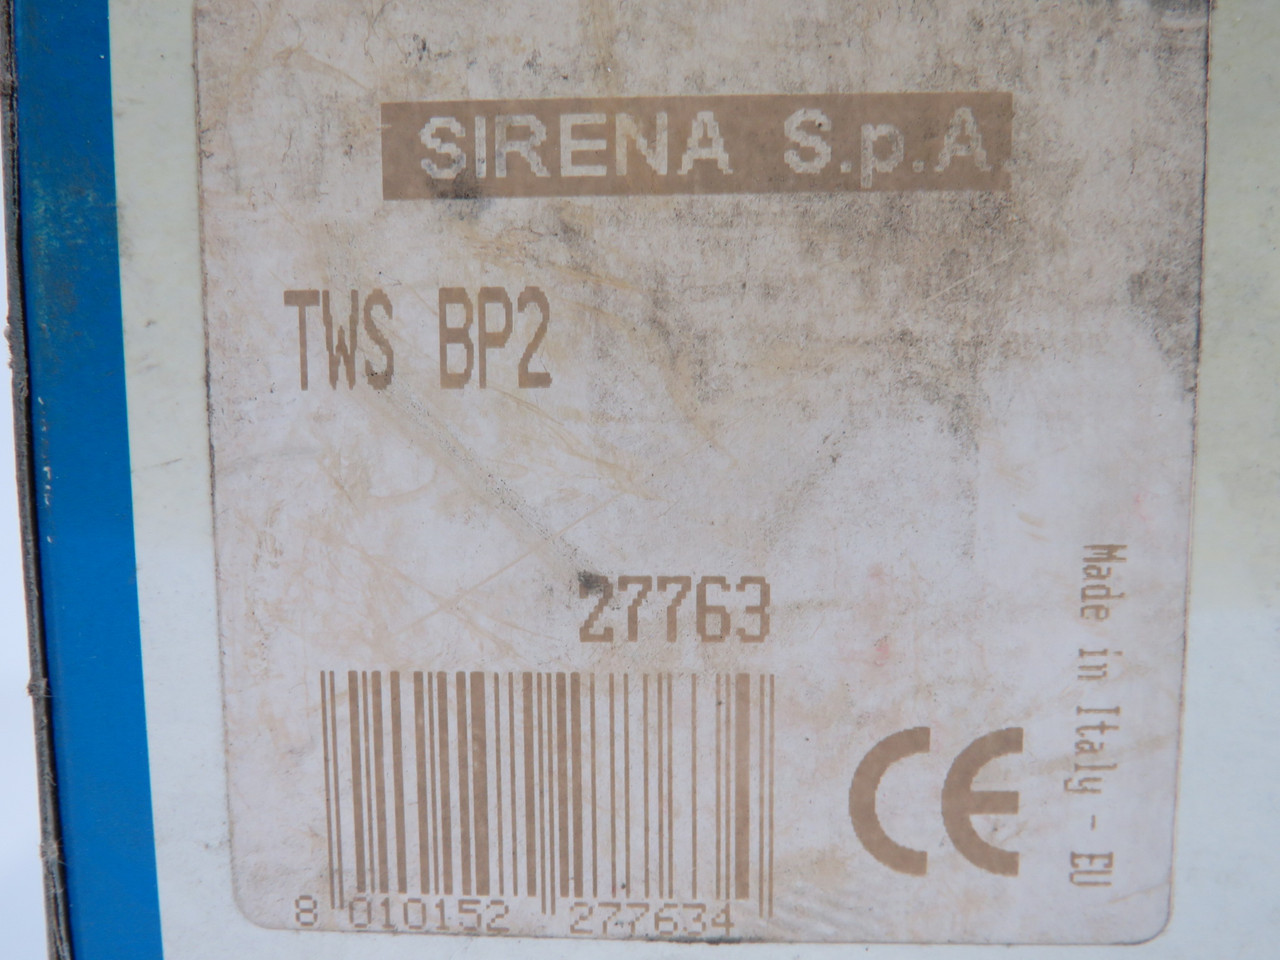 SIRENA S.p.A.
TWS BP2
27763
Made in Italy - EU
CE
8 010152 277634